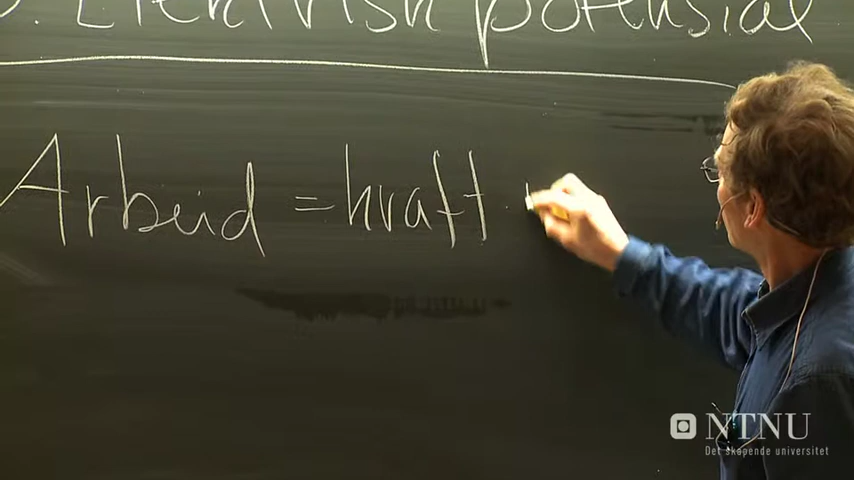 Elektrisk potensial
Arbeid = kraft
NTNU
Det skapende universitet